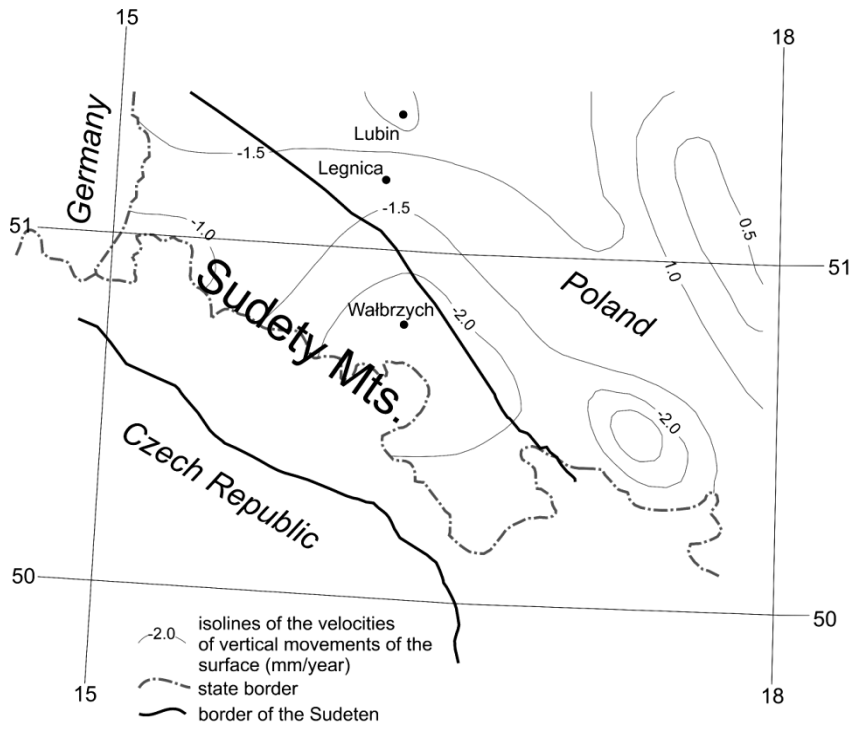 15
18
Germany
Lubin
-1.5
Legnica
-1.5
51
-1.0
0.5
51
1.0
Sudety Mts.
Poland
Wałbrzych
-2.0
-2.0
Czech Republic
50
50
-2.0
isolines of the velocities
of vertical movements of the
surface (mm/year)
state border
border of the Sudeten
15
18